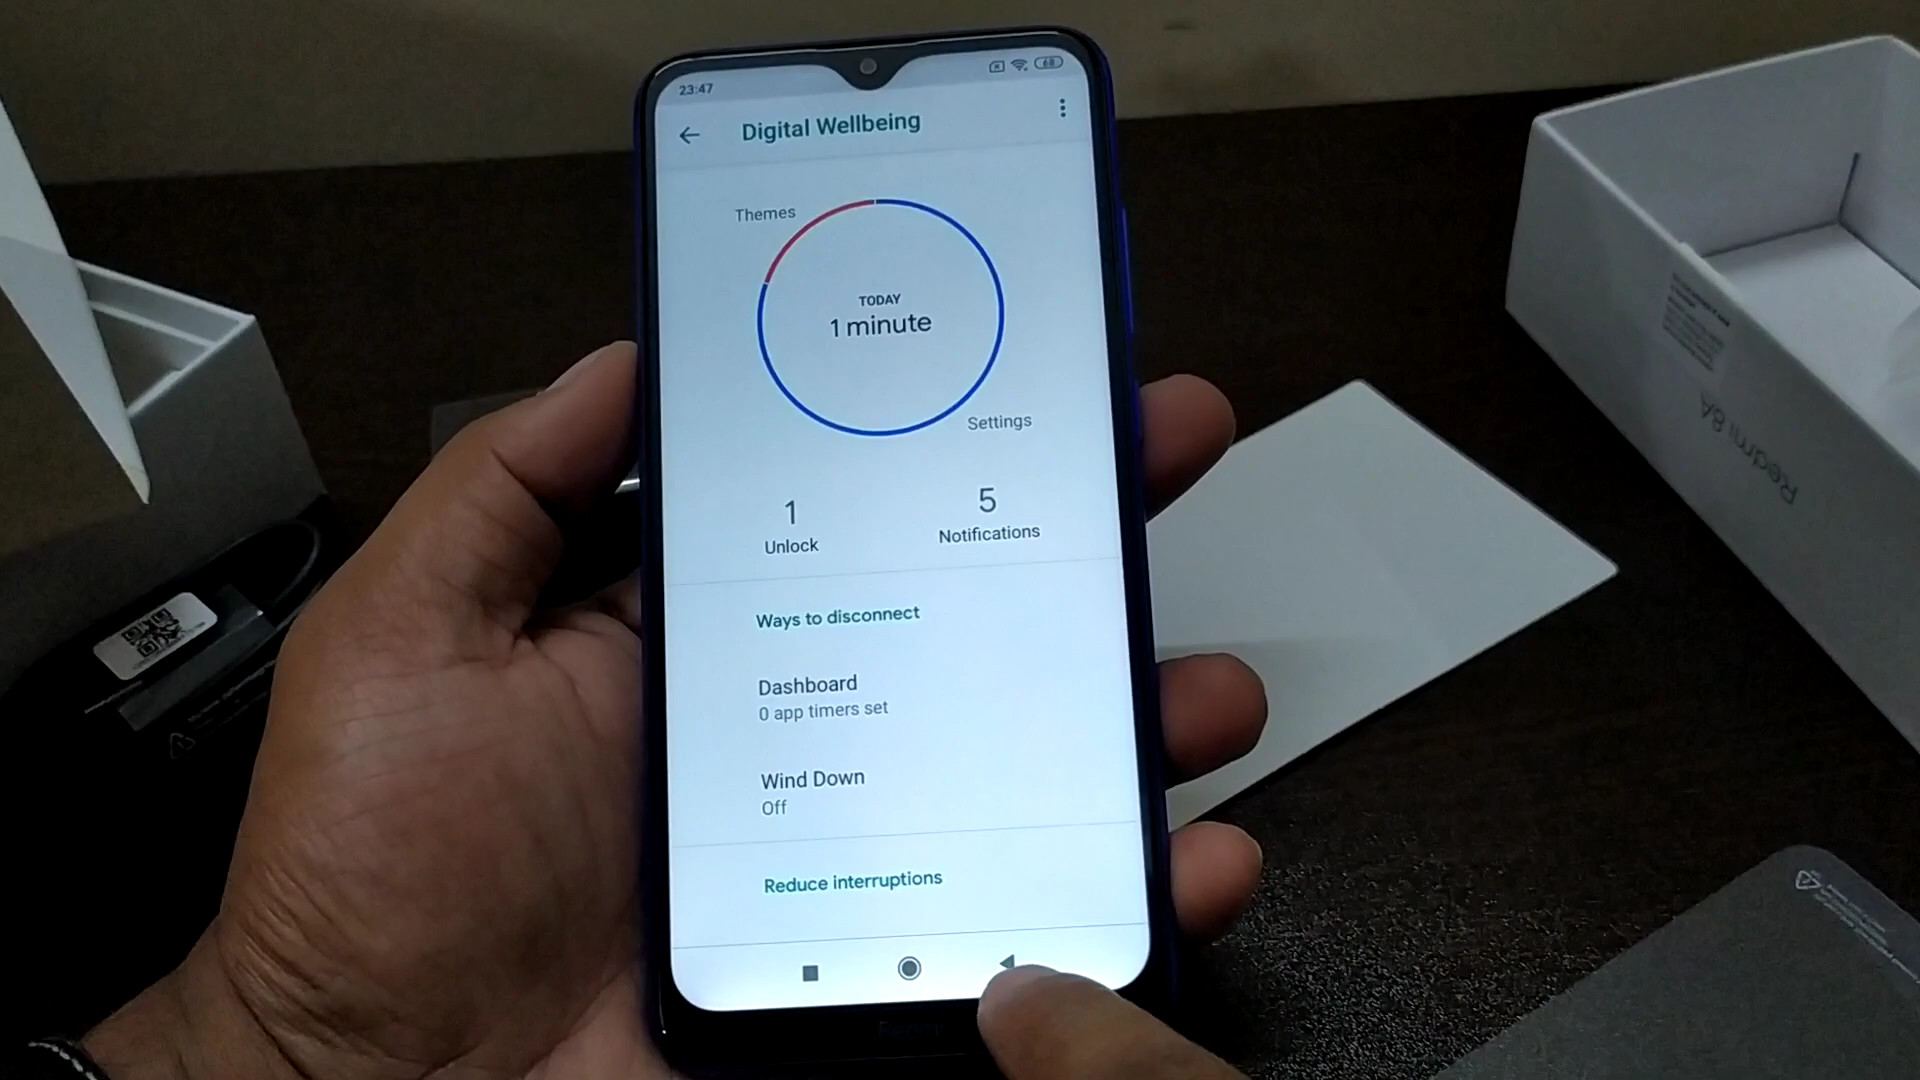 23:47
68
Digital Wellbeing
Themes
TODAY
1 minute
Settings
1
5
Unlock
Notifications
Ways to disconnect
Dashboard
0 app timers set
Wind Down
Off
Reduce interruptions
Redmi 8A